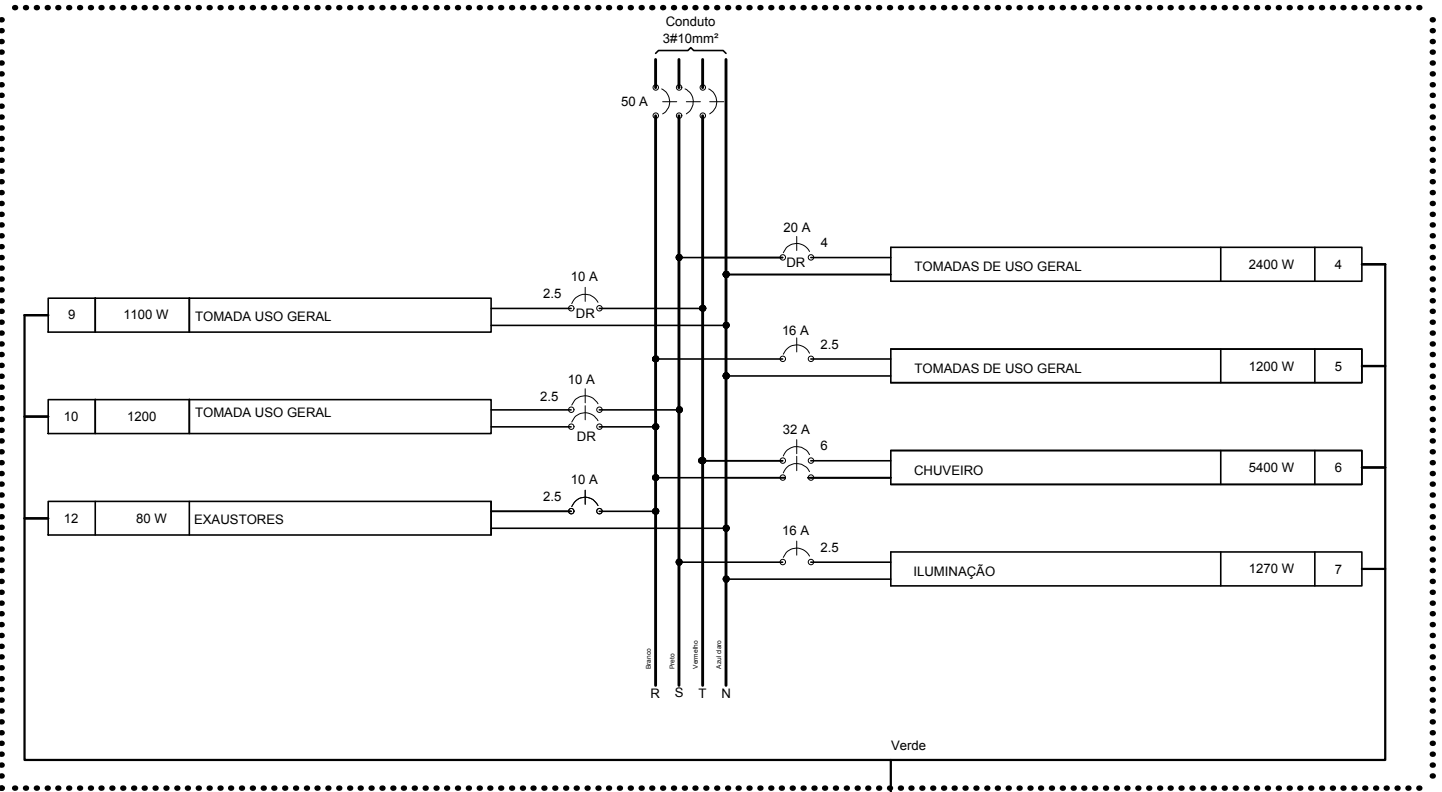 Conduto
3#10mm²
50 A
20 A
4
DR
TOMADAS DE USO GERAL 2400 W 4
10 A
2.5
DR
9 1100 W TOMADA USO GERAL
16 A
2.5
TOMADAS DE USO GERAL 1200 W 5
10 A
2.5
DR
10 1200 TOMADA USO GERAL
32 A
6
CHUVEIRO 5400 W 6
10 A
2.5
12 80 W EXAUSTORES
16 A
2.5
ILUMINAÇÃO 1270 W 7
Branco
Preto
Vermelho
Azul claro
R S T N
Verde